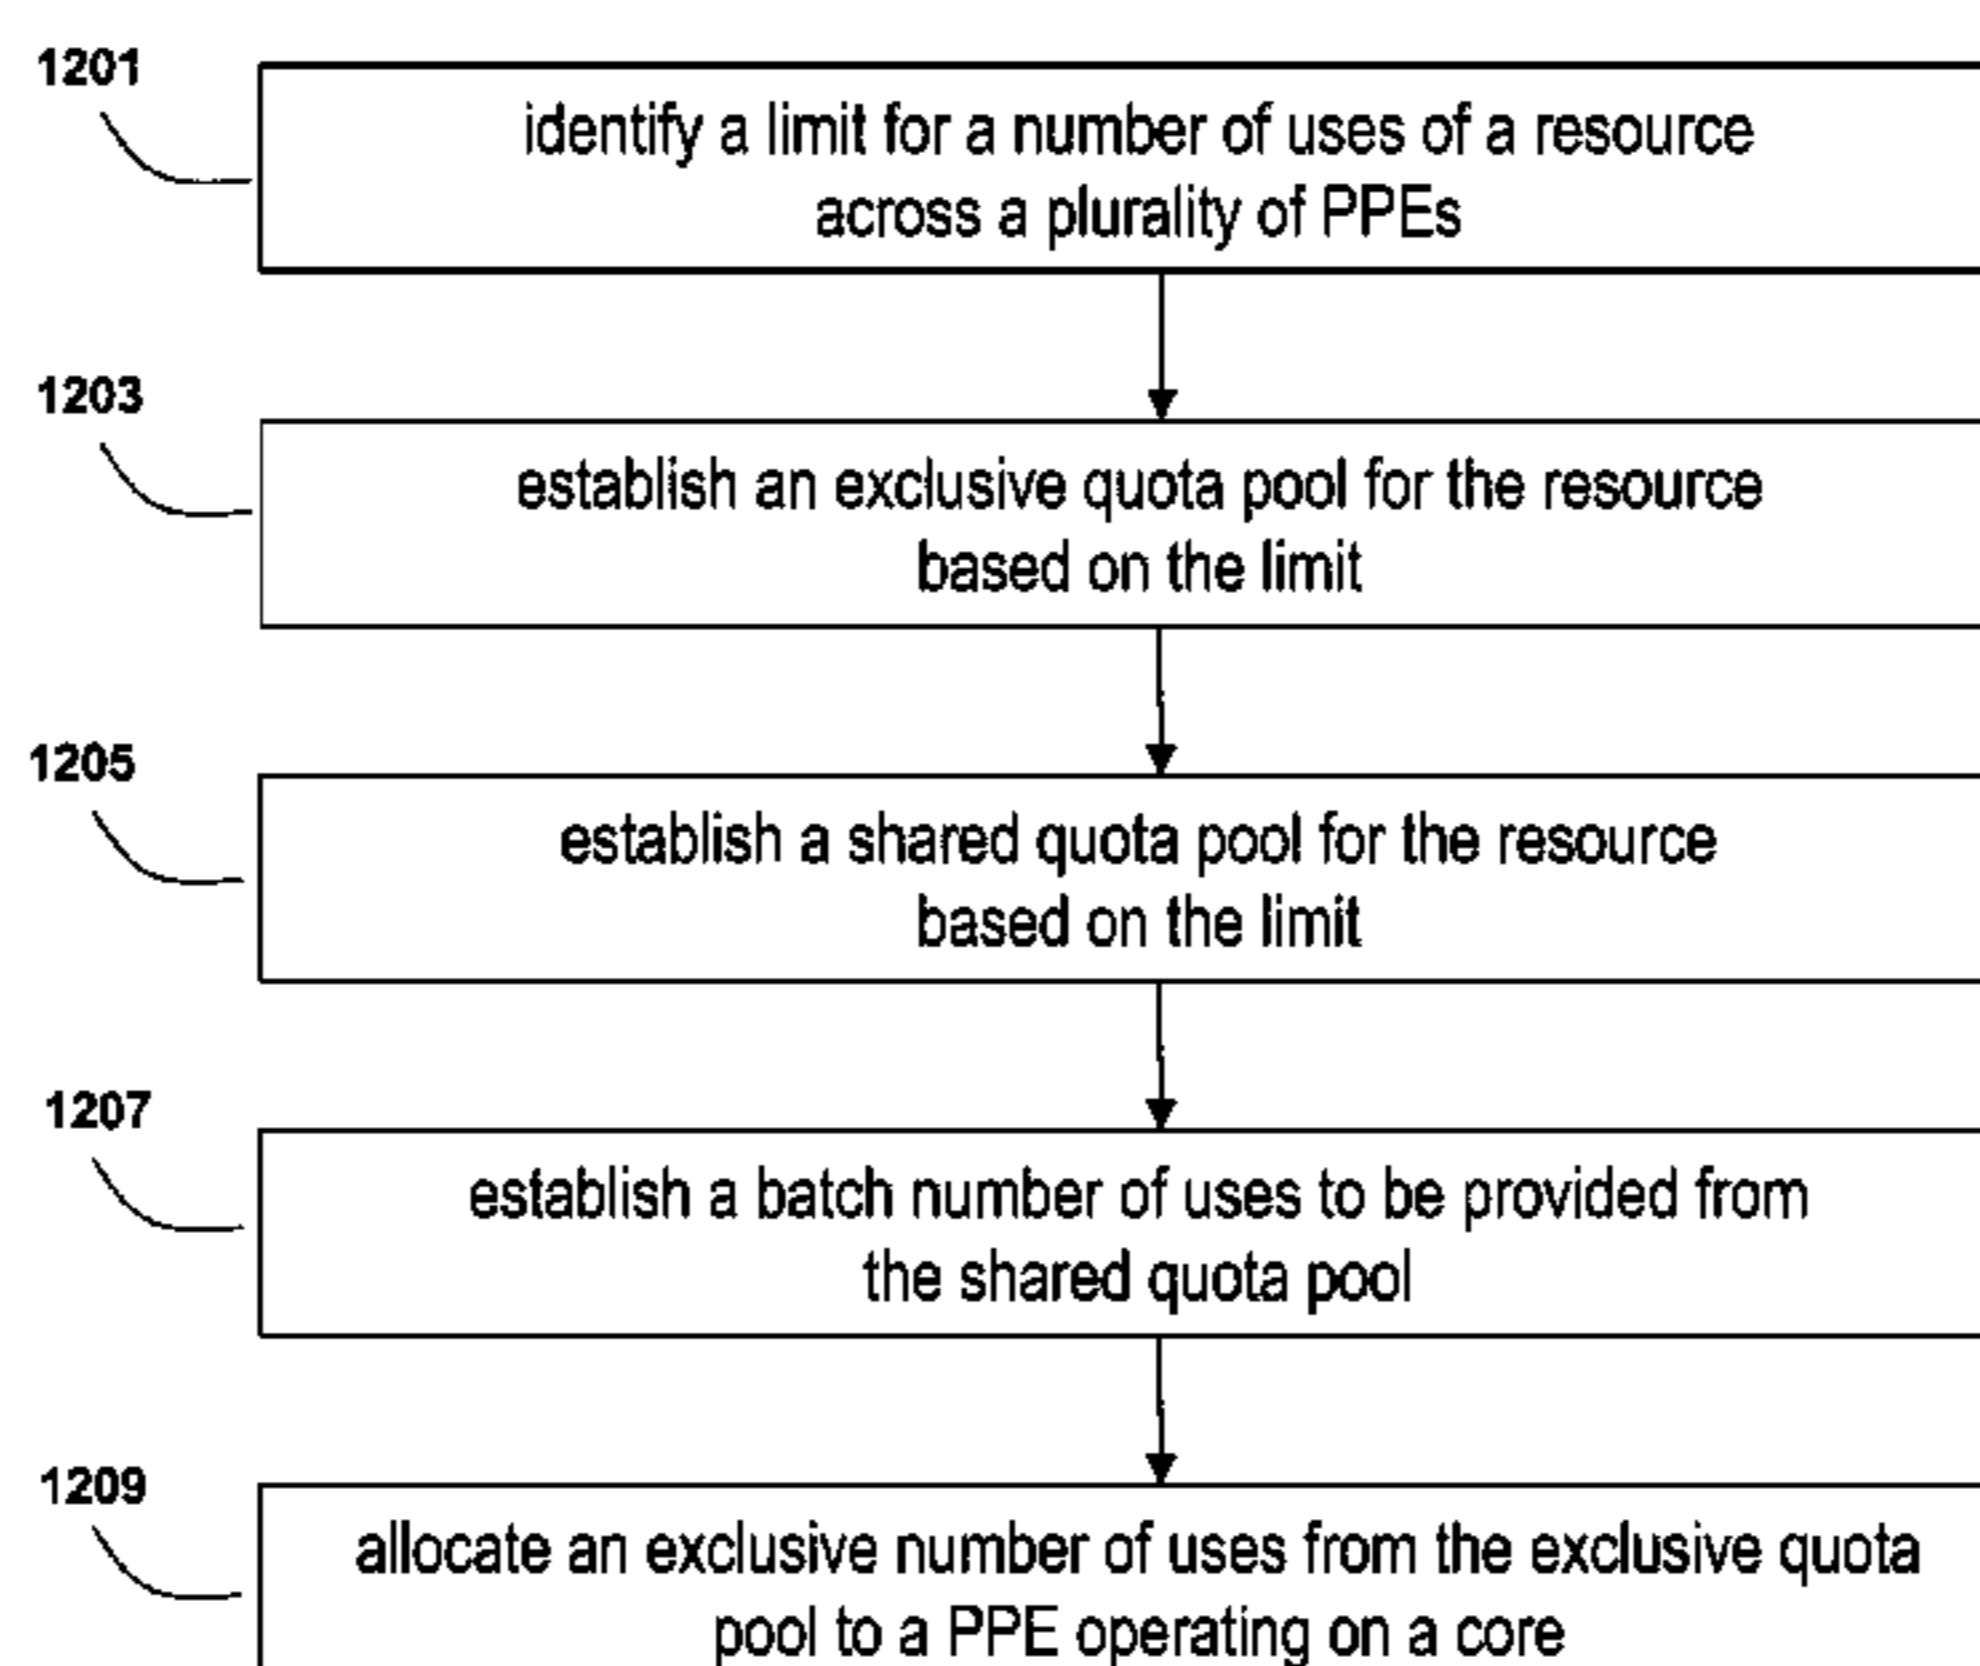 1201
identify a limit for a number of uses of a resource
across a plurality of PPEs
1203
establish an exclusive quota pool for the resource
based on the limit
1205
establish a shared quota pool for the resource
based on the limit
1207
establish a batch number of uses to be provided from
the shared quota pool
1209
allocate an exclusive number of uses from the exclusive quota
pool to a PPE operating on a core